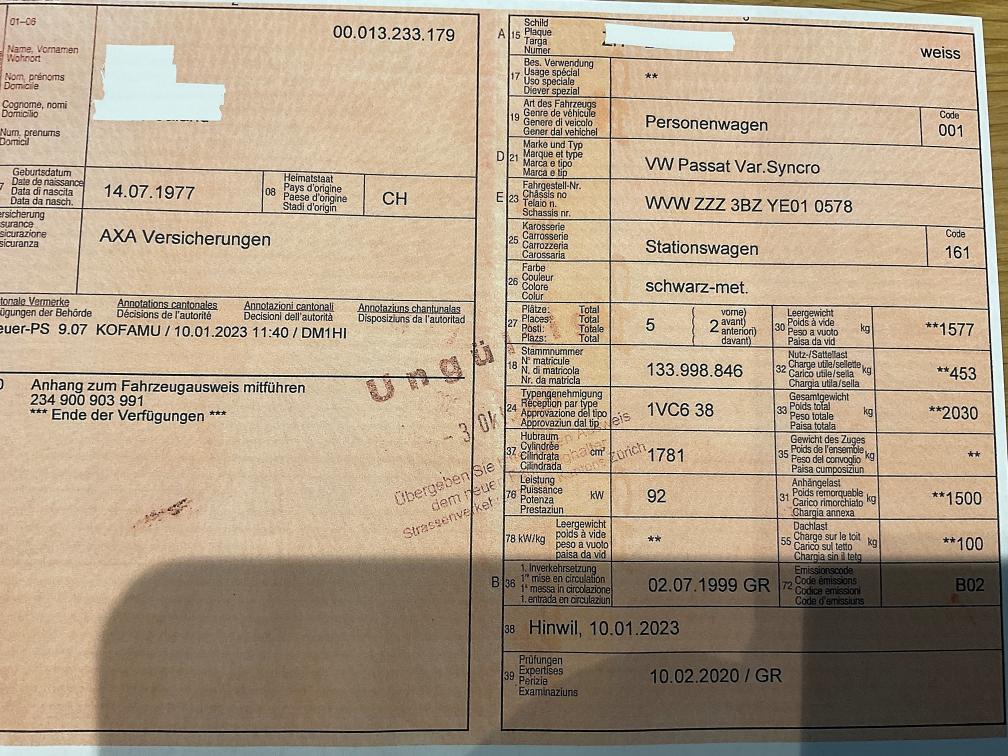 01-06
00.013.233.179
Name, Vornamen
Wohnort
Nom, prénoms
Domicile
Cognome, nomi
Domicilio
Num, prenums
Domicil
Geburtsdatum
Date de naissance
Data di nascita
Data da nasch.
14.07.1977
08 Heimatstaat
Pays d'origine
Paese d'origine
Stadi d'origin
CH
AXA Versicherungen
Annotations cantonales
Décisions de l'autorité
Annotazioni cantonali
Decisioni dell'autorità
Annotaziuns chantunalas
Disposiziuns da l'autoritad
euer-PS 9.07 KOFAMU / 10.01.2023 11:40 / DM1HI
Anhang zum Fahrzeugausweis mitführen
234 900 903 991
*** Ende der Verfügungen ***
Übergeben Sie
dem neuen
A 15 Schild
Plaque
Targa
Numer
weiss
17 Bes. Verwendung
Usage spécial
Uso speciale
Diever spezial
**
19 Art des Fahrzeugs
Genre de véhicule
Genere di veicolo
Gener dal vehichel
Personenwagen
Code
001
D 21 Marke und Typ
Marque et type
Marca e tipo
Marca e tip
VW Passat Var.Syncro
E 23 Fahrgestell-Nr.
Châssis no
Telaio n.
Schassis nr.
WVW ZZZ 3BZ YE01 0578
25 Karosserie
Carrosserie
Carrozzeria
Carossaria
Stationswagen
Code
161
26 Farbe
Couleur
Colore
Colur
schwarz-met.
27 Plätze: Total
Places: Total
Posti: Totale
Plazs: Total
5
2 vorne)
avant)
anteriori)
davant)
30 Leergewicht
Poids à vide
Peso a vuoto
Paisa da vid
kg
**1577
18 Stammnummer
N° matricule
N. di matricola
Nr. da matricla
133.998.846
32 Nutz-/Sattellast
Charge utile/sellette
Carico utile/sella
Chargia utila/sella
kg
**453
24 Typengenehmigung
Réception par type
Approvazione del tipo
Approvaziun dal tip
1VC6 38
33 Gesamtgewicht
Poids total
Peso totale
Paisa totala
kg
**2030
37 Hubraum
Cylindrée
Cilindrata
Cilindrada
cm³
1781
35 Gewicht des Zuges
Poids de l'ensemble
Peso del convoglio
Paisa cumposiziun
kg
**
76 Leistung
Puissance
Potenza
Prestaziun
kW
92
31 Anhängelast
Poids remorquable
Carico rimorchiato
Chargia annexa
kg
**1500
78 kW/kg
Leergewicht
poids à vide
peso a vuoto
paisa da vid
**
55 Dachlast
Charge sur le toit
Carico sul tetto
Chargia sin il tetg
kg
**100
B 36 1. Inverkehrsetzung
1re mise en circulation
1a messa in circolazione
1. entrada en circulaziun
02.07.1999 GR
72 Emissionscode
Code émissions
Codice emissioni
Code d'emissiuns
B02
38 Hinwil, 10.01.2023
39 Prüfungen
Expertises
Perizie
Examinaziuns
10.02.2020 / GR